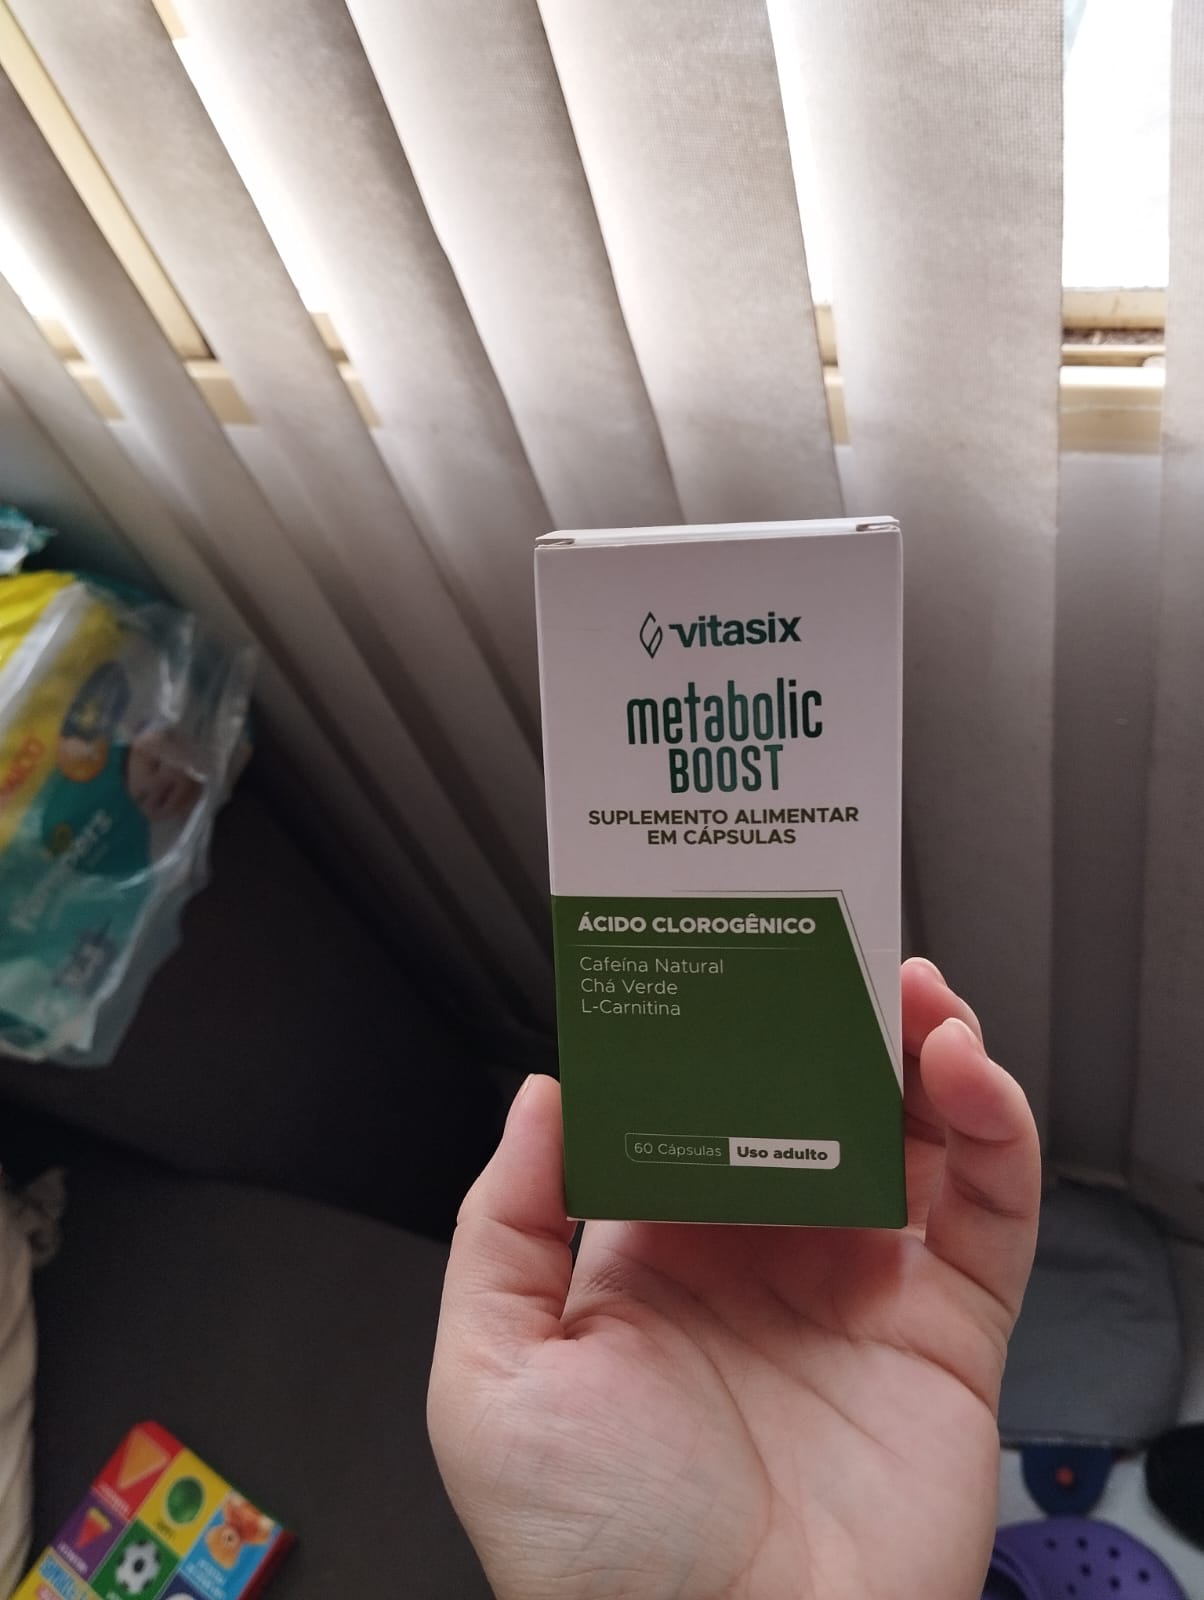 vitasix
metabolic
BOOST
SUPLEMENTO ALIMENTAR
EM CÁPSULAS
ÁCIDO CLOROGÊNICO
Cafeína Natural
Chá Verde
L-Carnitina
60 Cápsulas Uso adulto